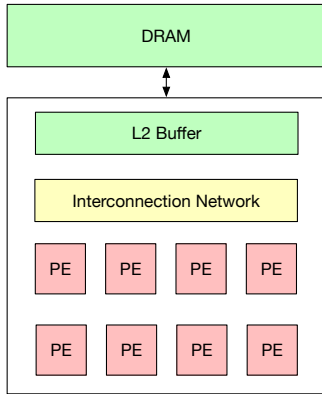 DRAM
L2 Buffer
Interconnection Network
PE PE PE PE
PE PE PE PE